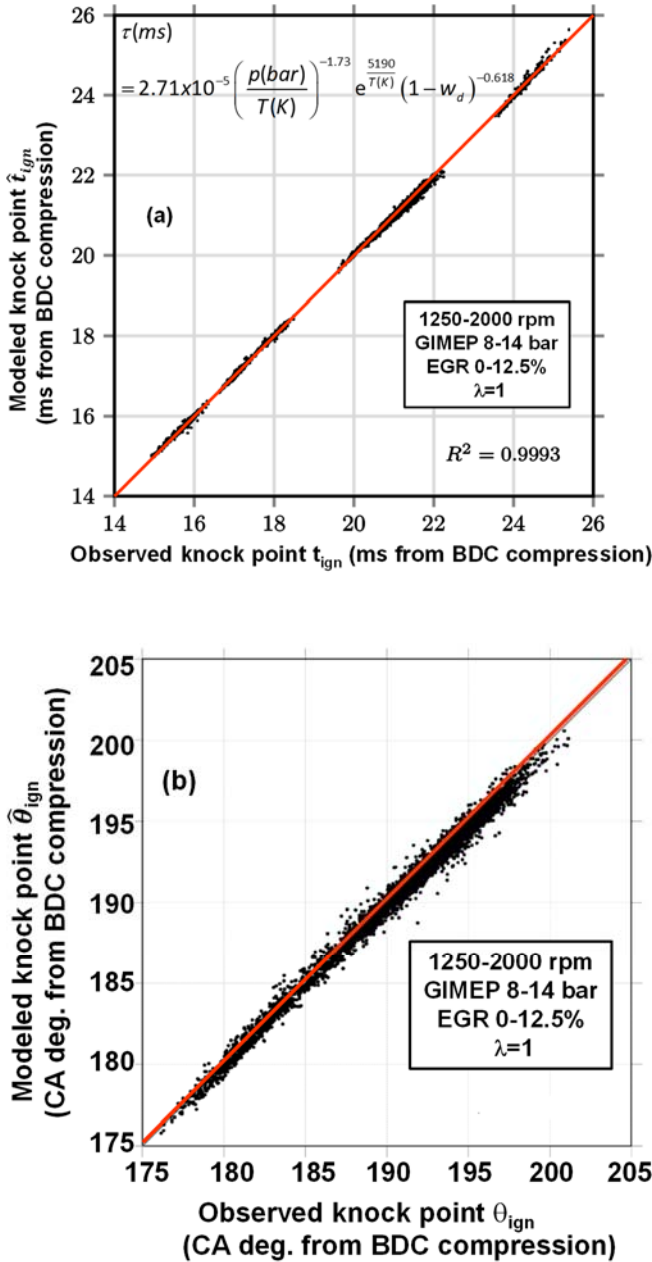 26
24
22
20
18
16
14
14 16 18 20 22 24 26
Modeled knock point t̂ign
(ms from BDC compression)
τ(ms)
= 2.71x10⁻⁵ (p(bar)/T(K))^−1.73 e^(5190/T(K)) (1−w_d)^−0.618
(a)
1250-2000 rpm
GIMEP 8-14 bar
EGR 0-12.5%
λ=1
R² = 0.9993
Observed knock point tign (ms from BDC compression)
205
200
195
190
185
180
175
175 180 185 190 195 200 205
Modeled knock point θ̂ign
(CA deg. from BDC compression)
(b)
1250-2000 rpm
GIMEP 8-14 bar
EGR 0-12.5%
λ=1
Observed knock point θign
(CA deg. from BDC compression)